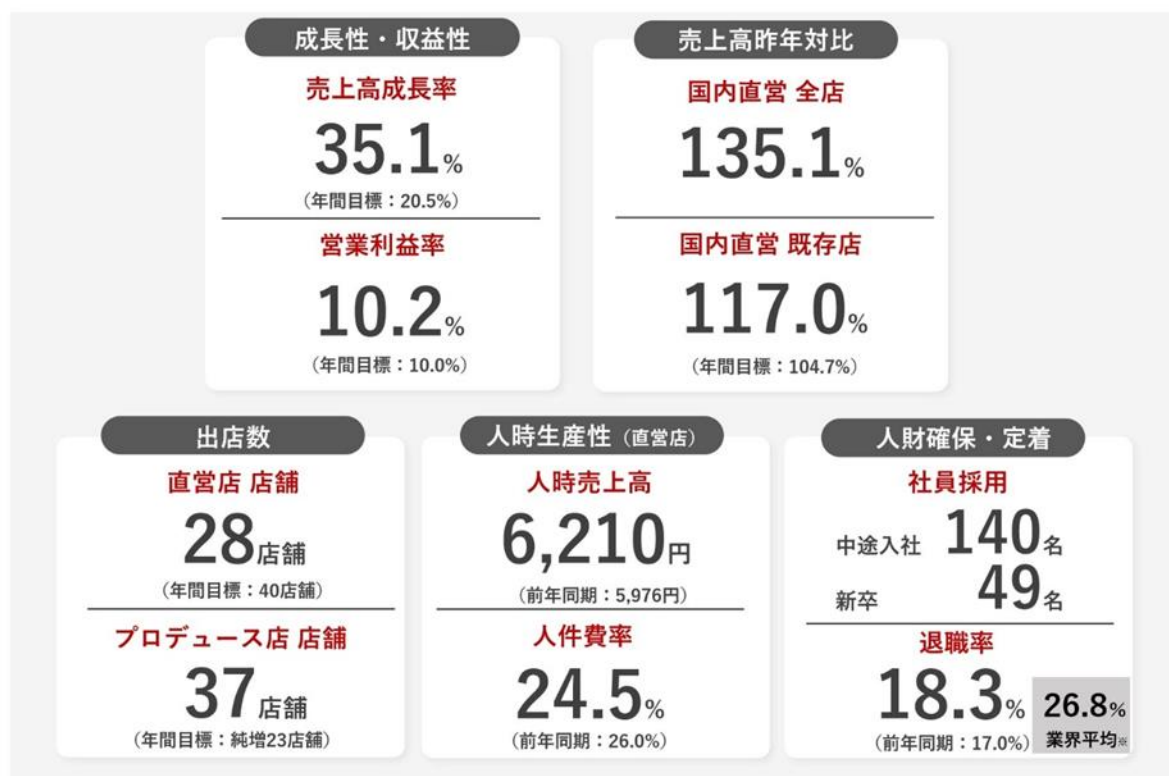 成長性・収益性
売上高成長率
35.1%
（年間目標：20.5%）
営業利益率
10.2%
（年間目標：10.0%）
売上高昨年対比
国内直営 全店
135.1%
国内直営 既存店
117.0%
（年間目標：104.7%）
出店数
直営店 店舗
28店舗
（年間目標：40店舗）
プロデュース店 店舗
37店舗
（年間目標：純増23店舗）
人時生産性（直営店）
人時売上高
6,210円
（前年同期：5,976円）
人件費率
24.5%
（前年同期：26.0%）
人財確保・定着
社員採用
中途入社 140名
新卒 49名
退職率
18.3%
（前年同期：17.0%）
26.8%
業界平均※